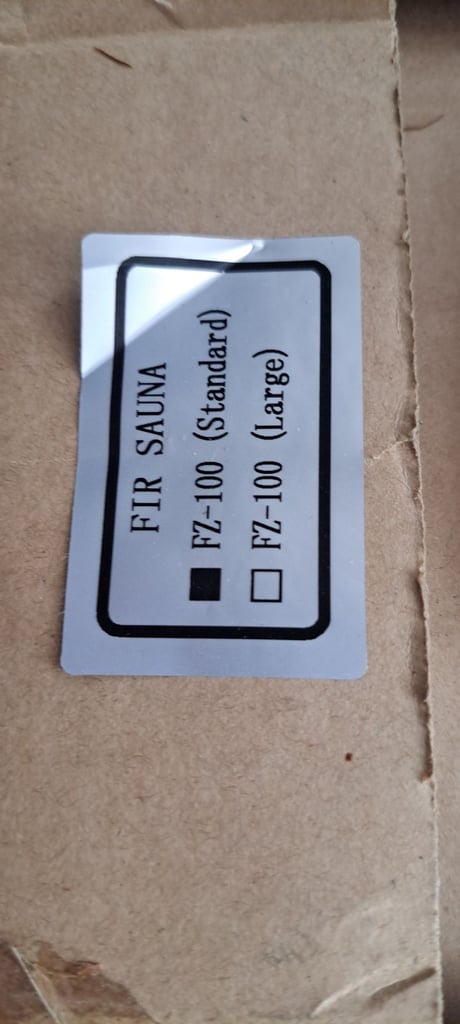 FIR SAUNA
■ FZ-100 (Standard)
□ FZ-100 (Large)